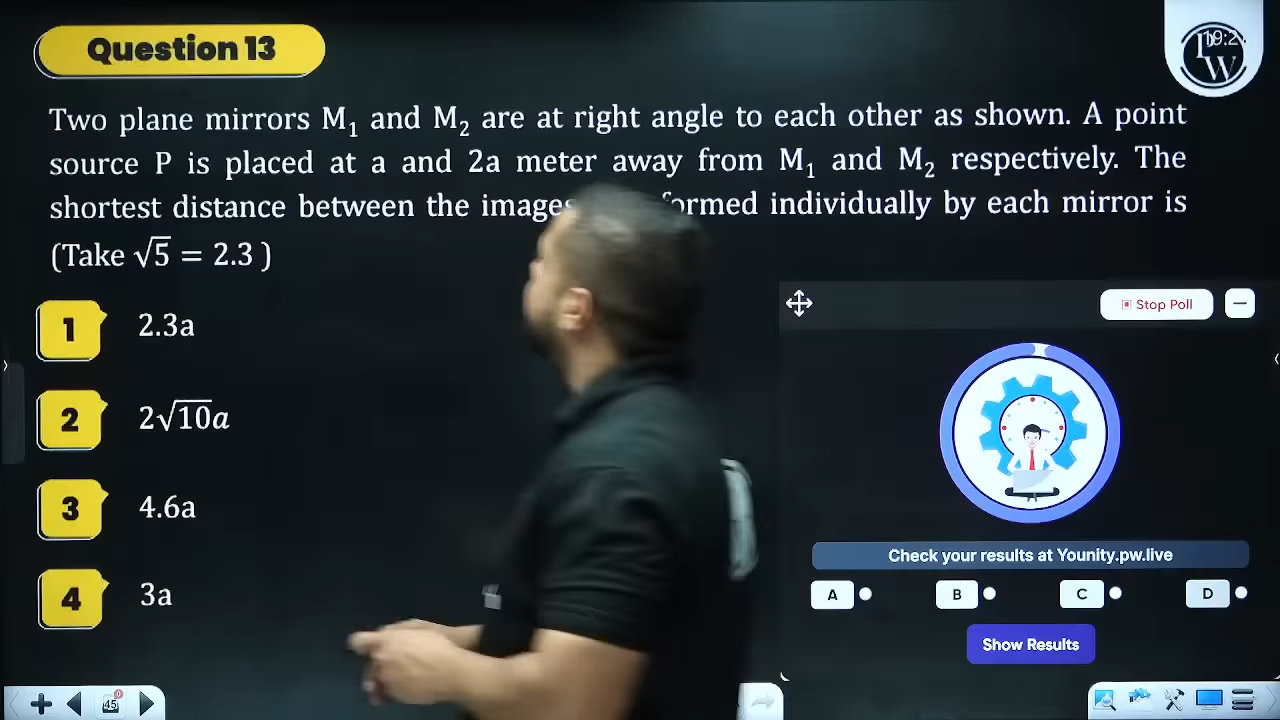 Question 13
19:2
Two plane mirrors M₁ and M₂ are at right angle to each other as shown. A point
source P is placed at a and 2a meter away from M₁ and M₂ respectively. The
shortest distance between the images formed individually by each mirror is
(Take √5 = 2.3 )
1 2.3a
2 2√10a
3 4.6a
4 3a
Stop Poll
Check your results at Younity.pw.live
A B C D
Show Results
45
0